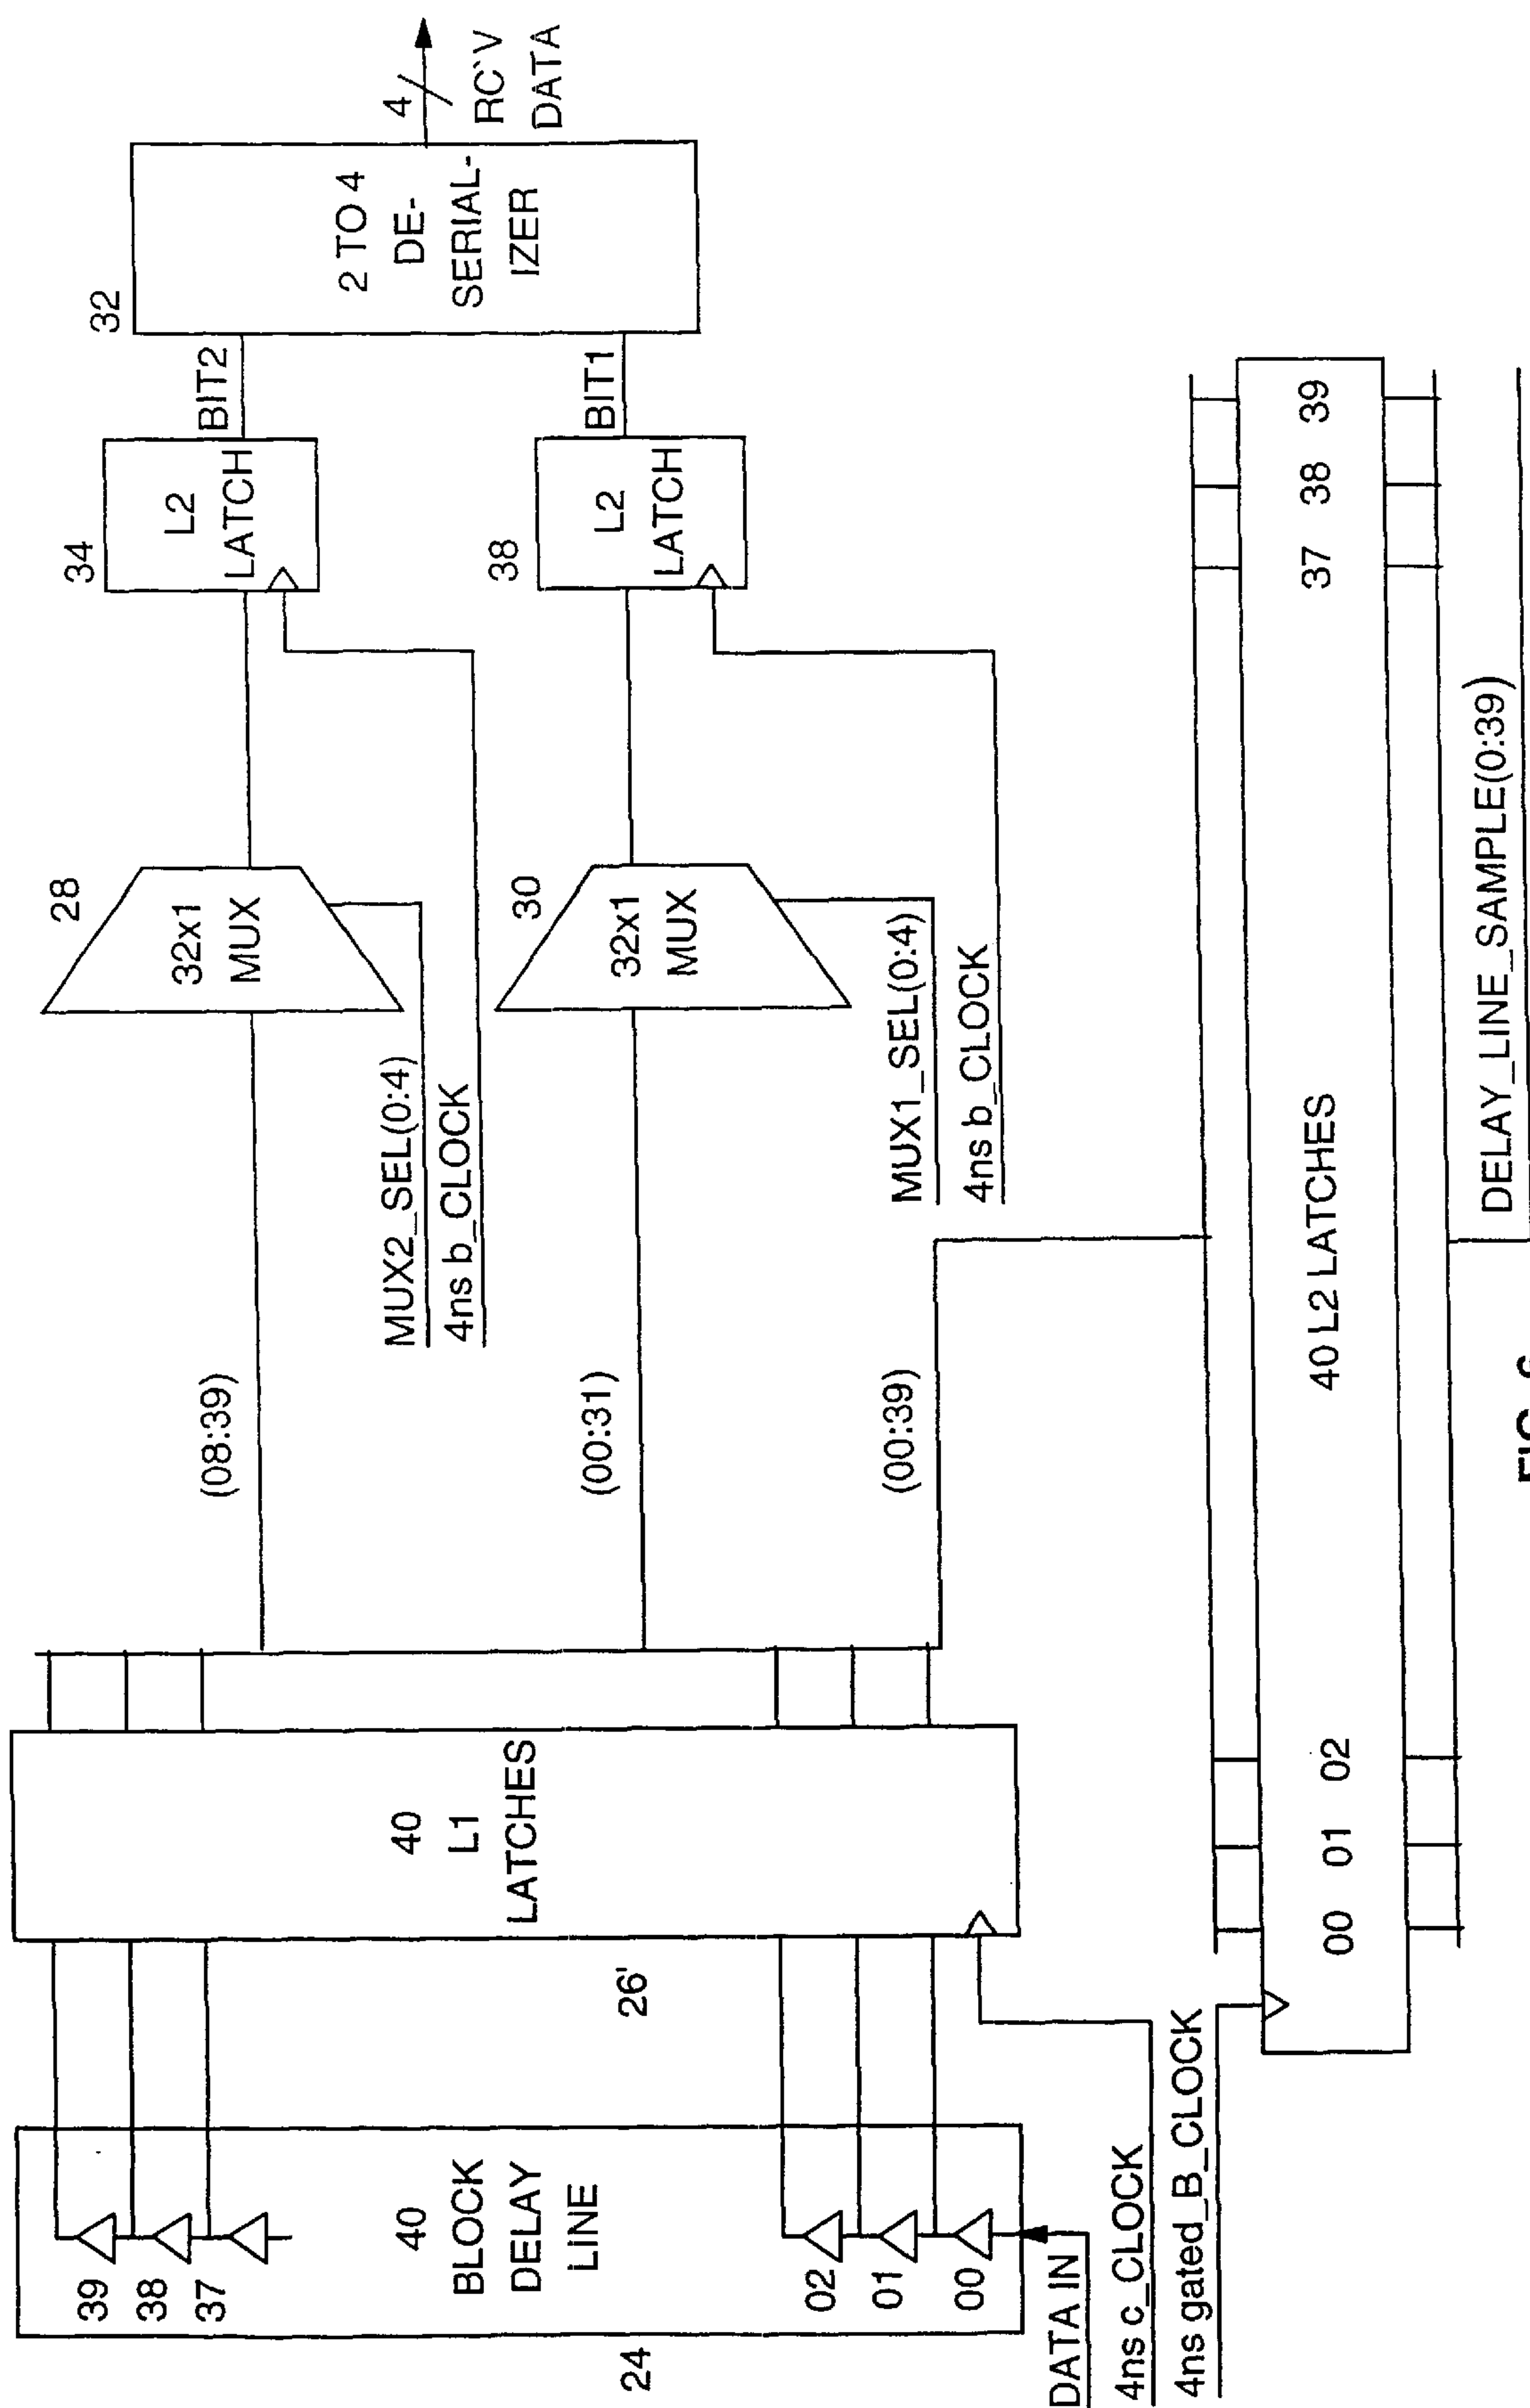 24
39
38
37
40
BLOCK
DELAY
LINE
02
01
00
DATA IN
4ns c_CLOCK
4ns gated_B_CLOCK
26'
40
L1
LATCHES
(08:39)
(00:31)
(00:39)
28
32x1
MUX
MUX2_SEL(0:4)
4ns b_CLOCK
30
32x1
MUX
MUX1_SEL(0:4)
4ns b_CLOCK
34
L2
LATCH
BIT2
38
L2
LATCH
BIT1
32
2 TO 4
DE-
SERIAL-
IZER
4
RC`V
DATA
00 01 02
40 L2 LATCHES
37 38 39
DELAY_LINE_SAMPLE(0:39)
FIG.